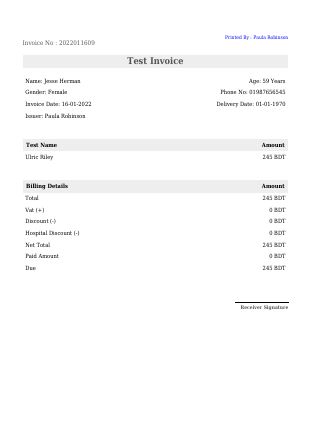 Printed By : Paula Robinson
Invoice No : 2022011609
Test Invoice
Name: Jesse Herman Age: 59 Years
Gender: Female Phone No: 01987656545
Invoice Date: 16-01-2022 Delivery Date: 01-01-1970
Issuer: Paula Robinson
Test Name Amount
Ulric Riley 245 BDT
Billing Details Amount
Total 245 BDT
Vat (+) 0 BDT
Discount (-) 0 BDT
Hospital Discount (-) 0 BDT
Net Total 245 BDT
Paid Amount 0 BDT
Due 245 BDT
Receiver Signature